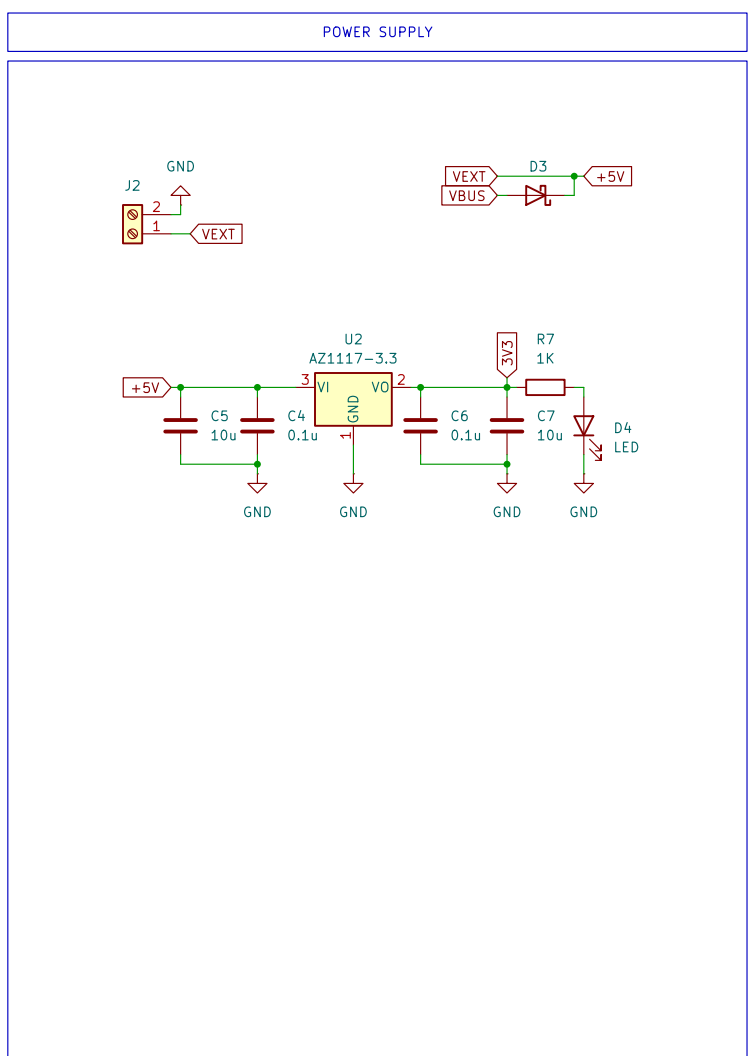 POWER SUPPLY
GND
J2
2
1
VEXT
D3
VEXT
VBUS
+5V
U2
AZ1117-3.3
3V3
R7
1K
+5V
3
VI
VO
2
GND
1
C5
10u
C4
0.1u
C6
0.1u
C7
10u
D4
LED
GND
GND
GND
GND